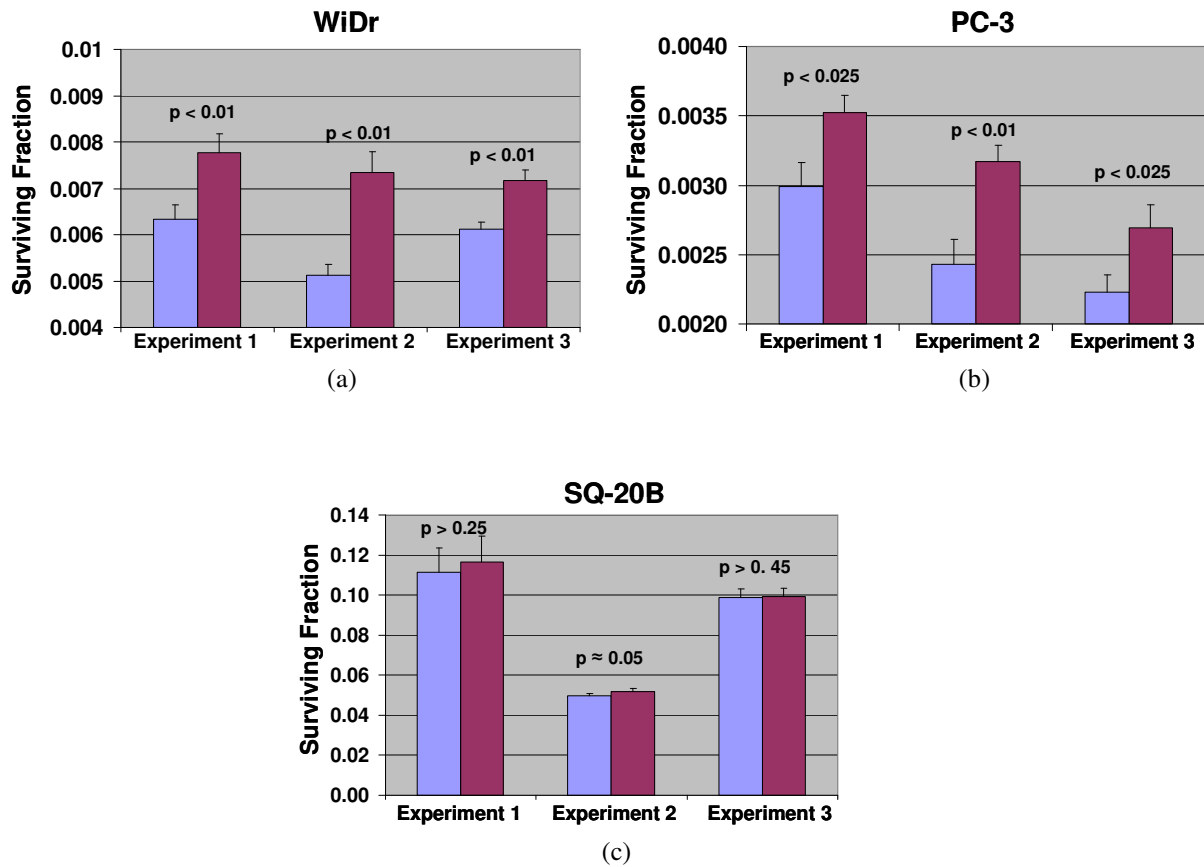 WiDr
Surviving Fraction
0.01
0.009
0.008
0.007
0.006
0.005
0.004
p < 0.01
p < 0.01
p < 0.01
Experiment 1
Experiment 2
Experiment 3
(a)
PC-3
Surviving Fraction
0.0040
0.0035
0.0030
0.0025
0.0020
p < 0.025
p < 0.01
p < 0.025
Experiment 1
Experiment 2
Experiment 3
(b)
SQ-20B
Surviving Fraction
0.14
0.12
0.10
0.08
0.06
0.04
0.02
0.00
p > 0.25
p ≈ 0.05
p > 0. 45
Experiment 1
Experiment 2
Experiment 3
(c)